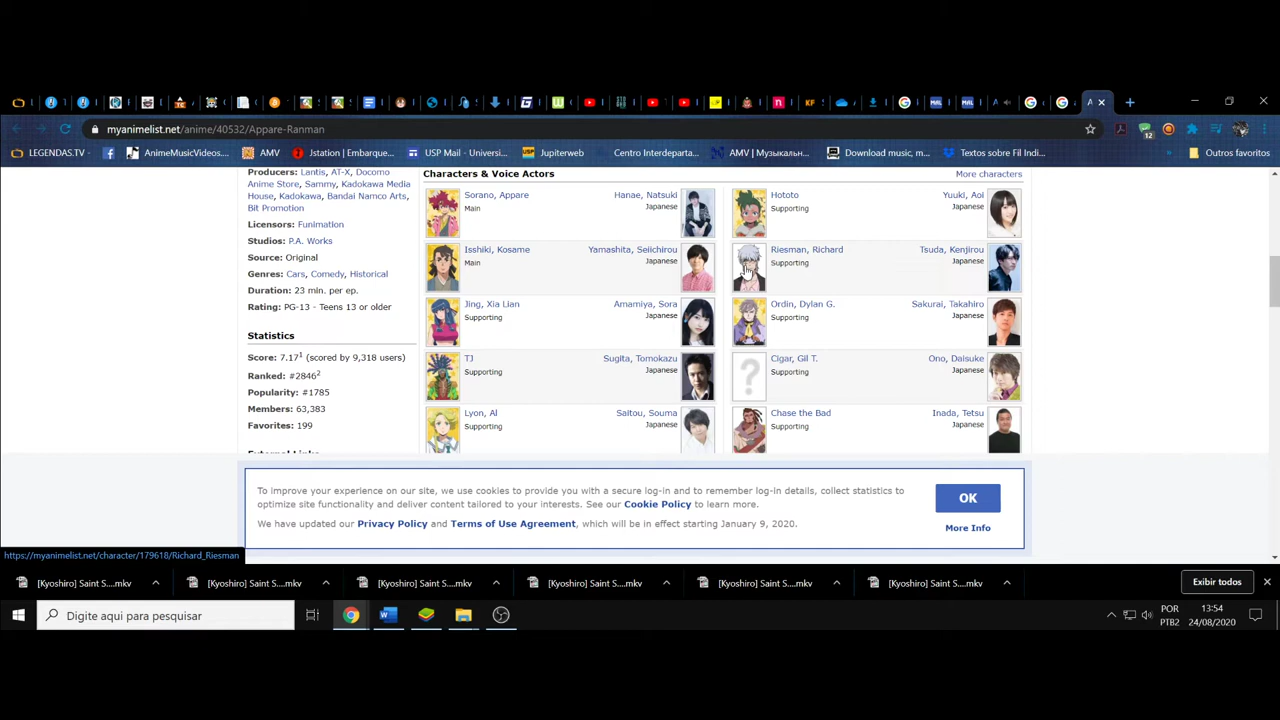 myanimelist.net/anime/40532/Appare-Ranman
12
LEGENDAS.TV
AnimeMusicVideos...
AMV
Jstation | Embarque...
USP Mail - Universi...
Jupiterweb
Centro Interdeparta...
AMV | Музыкальн...
Download music, m...
Textos sobre Fil Indi...
Outros favoritos
Producers: Lantis, AT-X, Docomo
Anime Store, Sammy, Kadokawa Media
House, Kadokawa, Bandai Namco Arts,
Bit Promotion
Licensors: Funimation
Studios: P.A. Works
Source: Original
Genres: Cars, Comedy, Historical
Duration: 23 min. per ep.
Rating: PG-13 - Teens 13 or older
Statistics
Score: 7.171 (scored by 9,318 users)
Ranked: #28462
Popularity: #1785
Members: 63,383
Favorites: 199
External Links
Characters & Voice Actors
More characters
Sorano, Appare
Main
Hanae, Natsuki
Japanese
Hototo
Supporting
Yuuki, Aoi
Japanese
Isshiki, Kosame
Main
Yamashita, Seiichirou
Japanese
Riesman, Richard
Supporting
Tsuda, Kenjirou
Japanese
Jing, Xia Lian
Supporting
Amamiya, Sora
Japanese
Ordin, Dylan G.
Supporting
Sakurai, Takahiro
Japanese
TJ
Supporting
Sugita, Tomokazu
Japanese
Cigar, Gil T.
Supporting
Ono, Daisuke
Japanese
Lyon, Al
Supporting
Saitou, Souma
Japanese
Chase the Bad
Supporting
Inada, Tetsu
Japanese
To improve your experience on our site, we use cookies to provide you with a secure log-in and to remember log-in details, collect statistics to
optimize site functionality and deliver content tailored to your interests. See our Cookie Policy to learn more.
We have updated our Privacy Policy and Terms of Use Agreement, which will be in effect starting January 9, 2020.
OK
More Info
https://myanimelist.net/character/179618/Richard_Riesman
[Kyoshiro] Saint S....mkv
[Kyoshiro] Saint S....mkv
[Kyoshiro] Saint S....mkv
[Kyoshiro] Saint S....mkv
[Kyoshiro] Saint S....mkv
[Kyoshiro] Saint S....mkv
Exibir todos
Digite aqui para pesquisar
POR
PTB2
13:54
24/08/2020